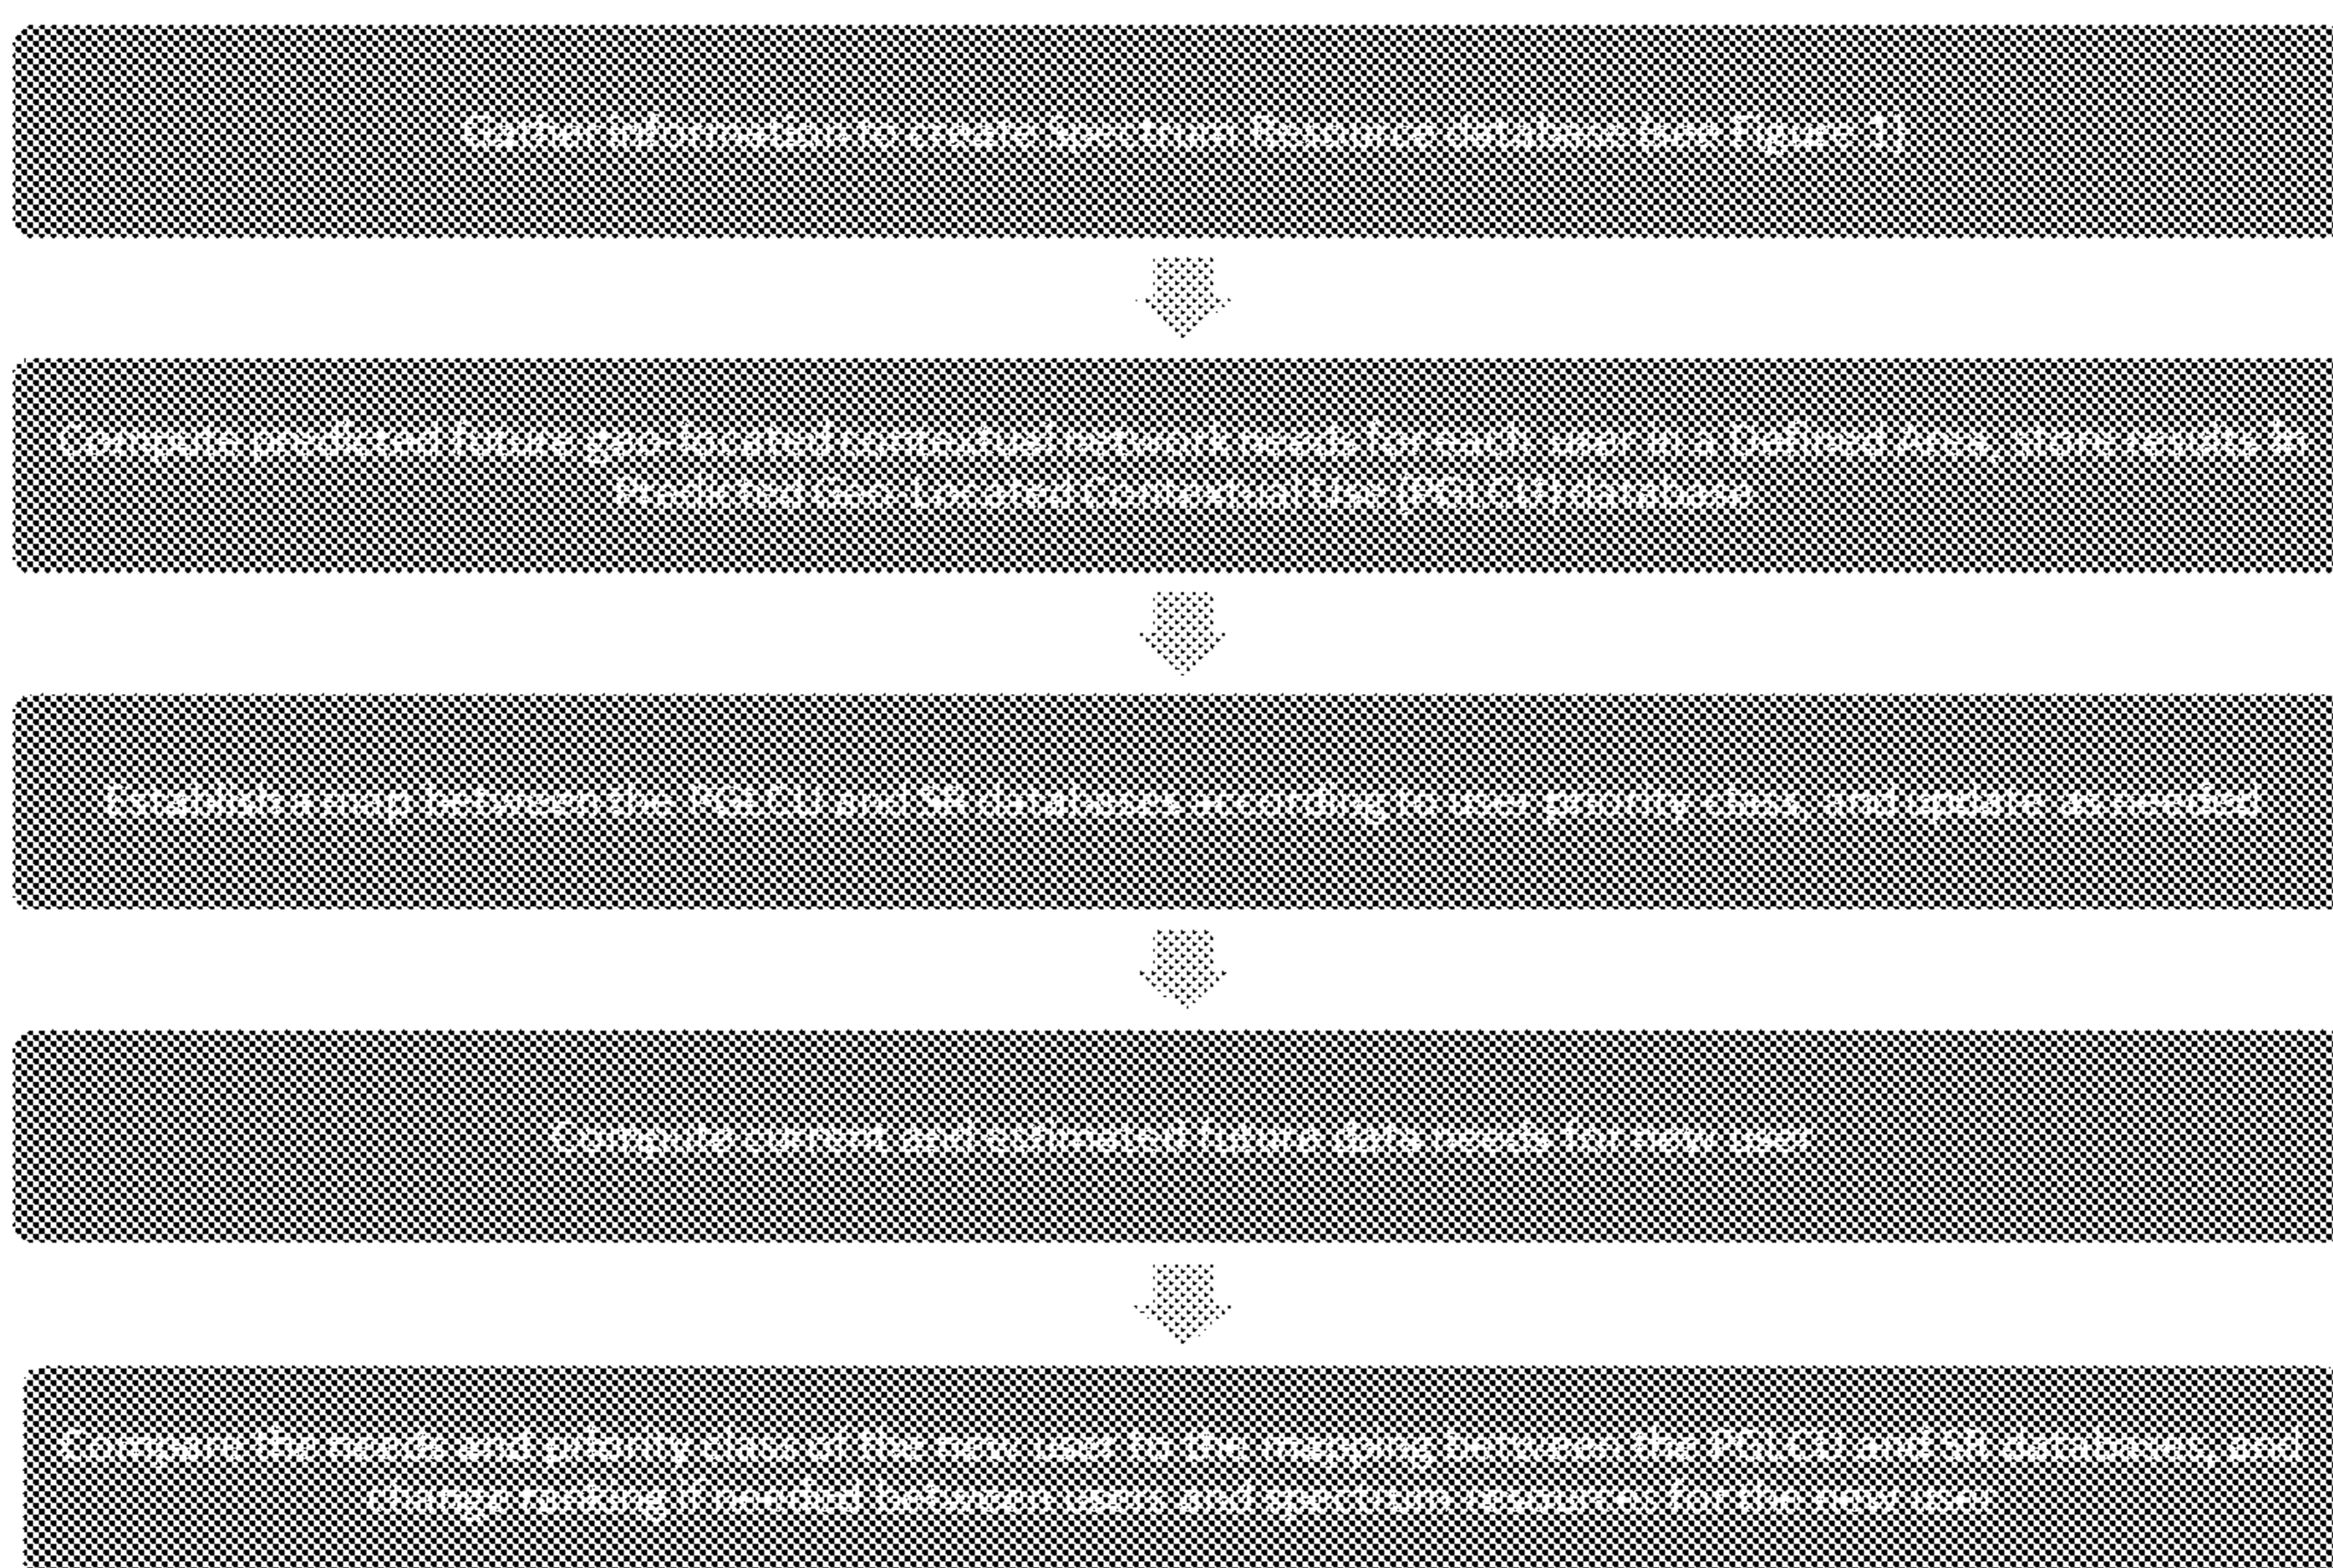 Gather information to create Spectrum Resource database (see Figure 1)
Compute predicted future geo-located contextual network needs for each user in a Defined Area, store results in
Predicted Geo-Located Contextual Use (PGLCU) database
Establish a map between the PGLCU and SR databases according to user priority class, and update as needed
Compute current and estimated future data needs for new user
Compare the needs and priority class of the new user to the mapping between the PGLCU and SR databases, and
change ranking if needed between users and spectrum resources for the new user